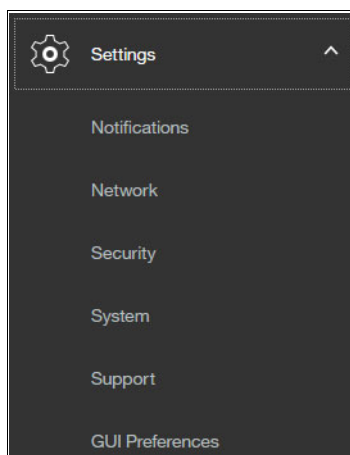 Settings
Notifications
Network
Security
System
Support
GUI Preferences